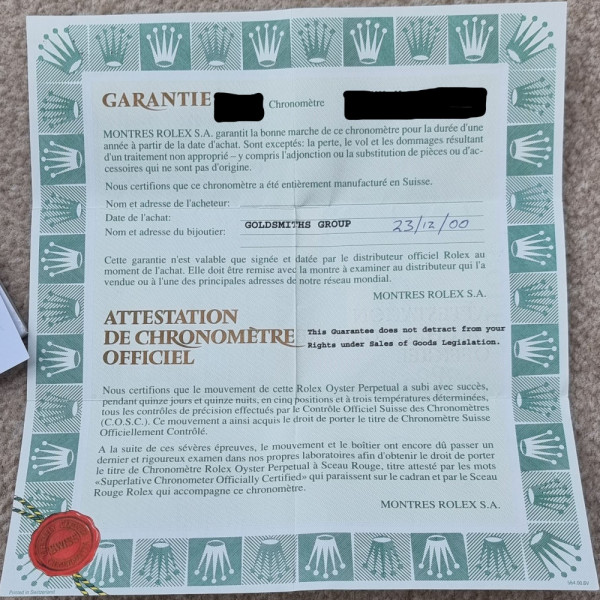 GARANTIE Chronomètre
MONTRES ROLEX S.A. garantit la bonne marche de ce chronomètre pour la durée d'une
année à partir de la date d'achat. Sont exceptés: la perte, le vol et les dommages résultant
d'un traitement non approprié – y compris l'adjonction ou la substitution de pièces ou d'ac-
cessoires qui ne sont pas d'origine.
Nous certifions que ce chronomètre a été entièrement manufacturé en Suisse.
Nom et adresse de l'acheteur:
Date de l'achat:
Nom et adresse du bijoutier:
GOLDSMITHS GROUP 23/12/00
Cette garantie n'est valable que signée et datée par le distributeur officiel Rolex au
moment de l'achat. Elle doit être remise avec la montre à examiner au distributeur qui l'a
vendue ou à l'une des principales adresses de notre réseau mondial.
MONTRES ROLEX S.A.
ATTESTATION
DE CHRONOMÈTRE
OFFICIEL
This Guarantee does not detract from your
Rights under Sales of Goods Legislation.
Nous certifions que le mouvement de cette Rolex Oyster Perpetual a subi avec succès,
pendant quinze jours et quinze nuits, en cinq positions et à trois températures déterminées,
tous les contrôles de précision effectués par le Contrôle Officiel Suisse des Chronomètres
(C.O.S.C.). Ce mouvement a ainsi acquis le droit de porter le titre de Chronomètre Suisse
Officiellement Contrôlé.
A la suite de ces sévères épreuves, le mouvement et le boîtier ont encore dû passer un
dernier et rigoureux examen dans nos propres laboratoires afin d'obtenir le droit de porter
le titre de Chronomètre Rolex Oyster Perpetual à Sceau Rouge, titre attesté par les mots
«Superlative Chronometer Officially Certified» qui paraissent sur le cadran et par le Sceau
Rouge Rolex qui accompagne ce chronomètre.
MONTRES ROLEX S.A.
Printed in Switzerland